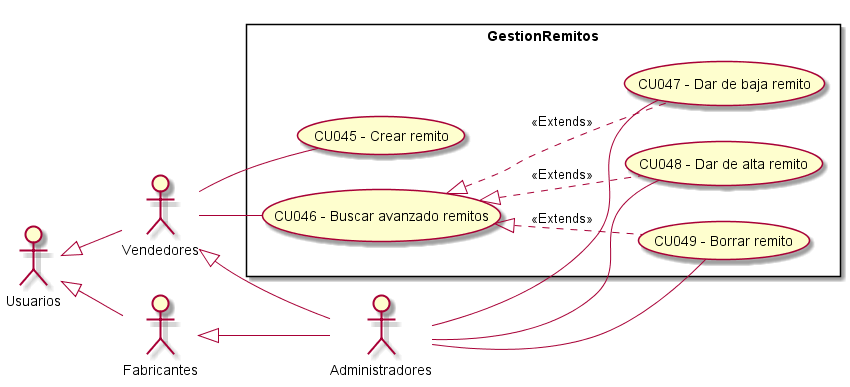 GestionRemitos
CU047 - Dar de baja remito
«Extends»
CU045 - Crear remito
CU048 - Dar de alta remito
«Extends»
CU046 - Buscar avanzado remitos
«Extends»
CU049 - Borrar remito
Vendedores
Usuarios
Fabricantes
Administradores